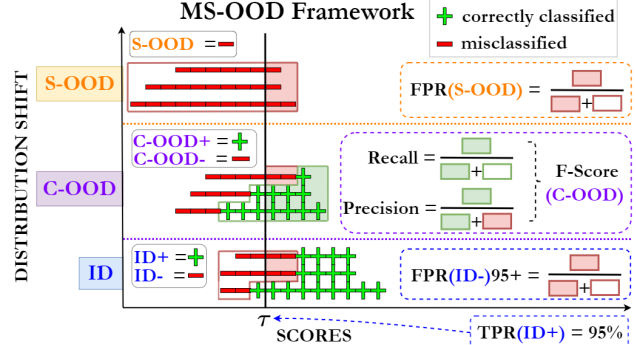 MS-OOD Framework
correctly classified
misclassified
S-OOD =
S-OOD
FPR(S-OOD) =
+
C-OOD+ =
C-OOD- =
C-OOD
Recall =
+
Precision =
+
F-Score
(C-OOD)
ID+ =
ID- =
ID
FPR(ID-)95+ =
+
DISTRIBUTION SHIFT
τ
SCORES
TPR(ID+) = 95%